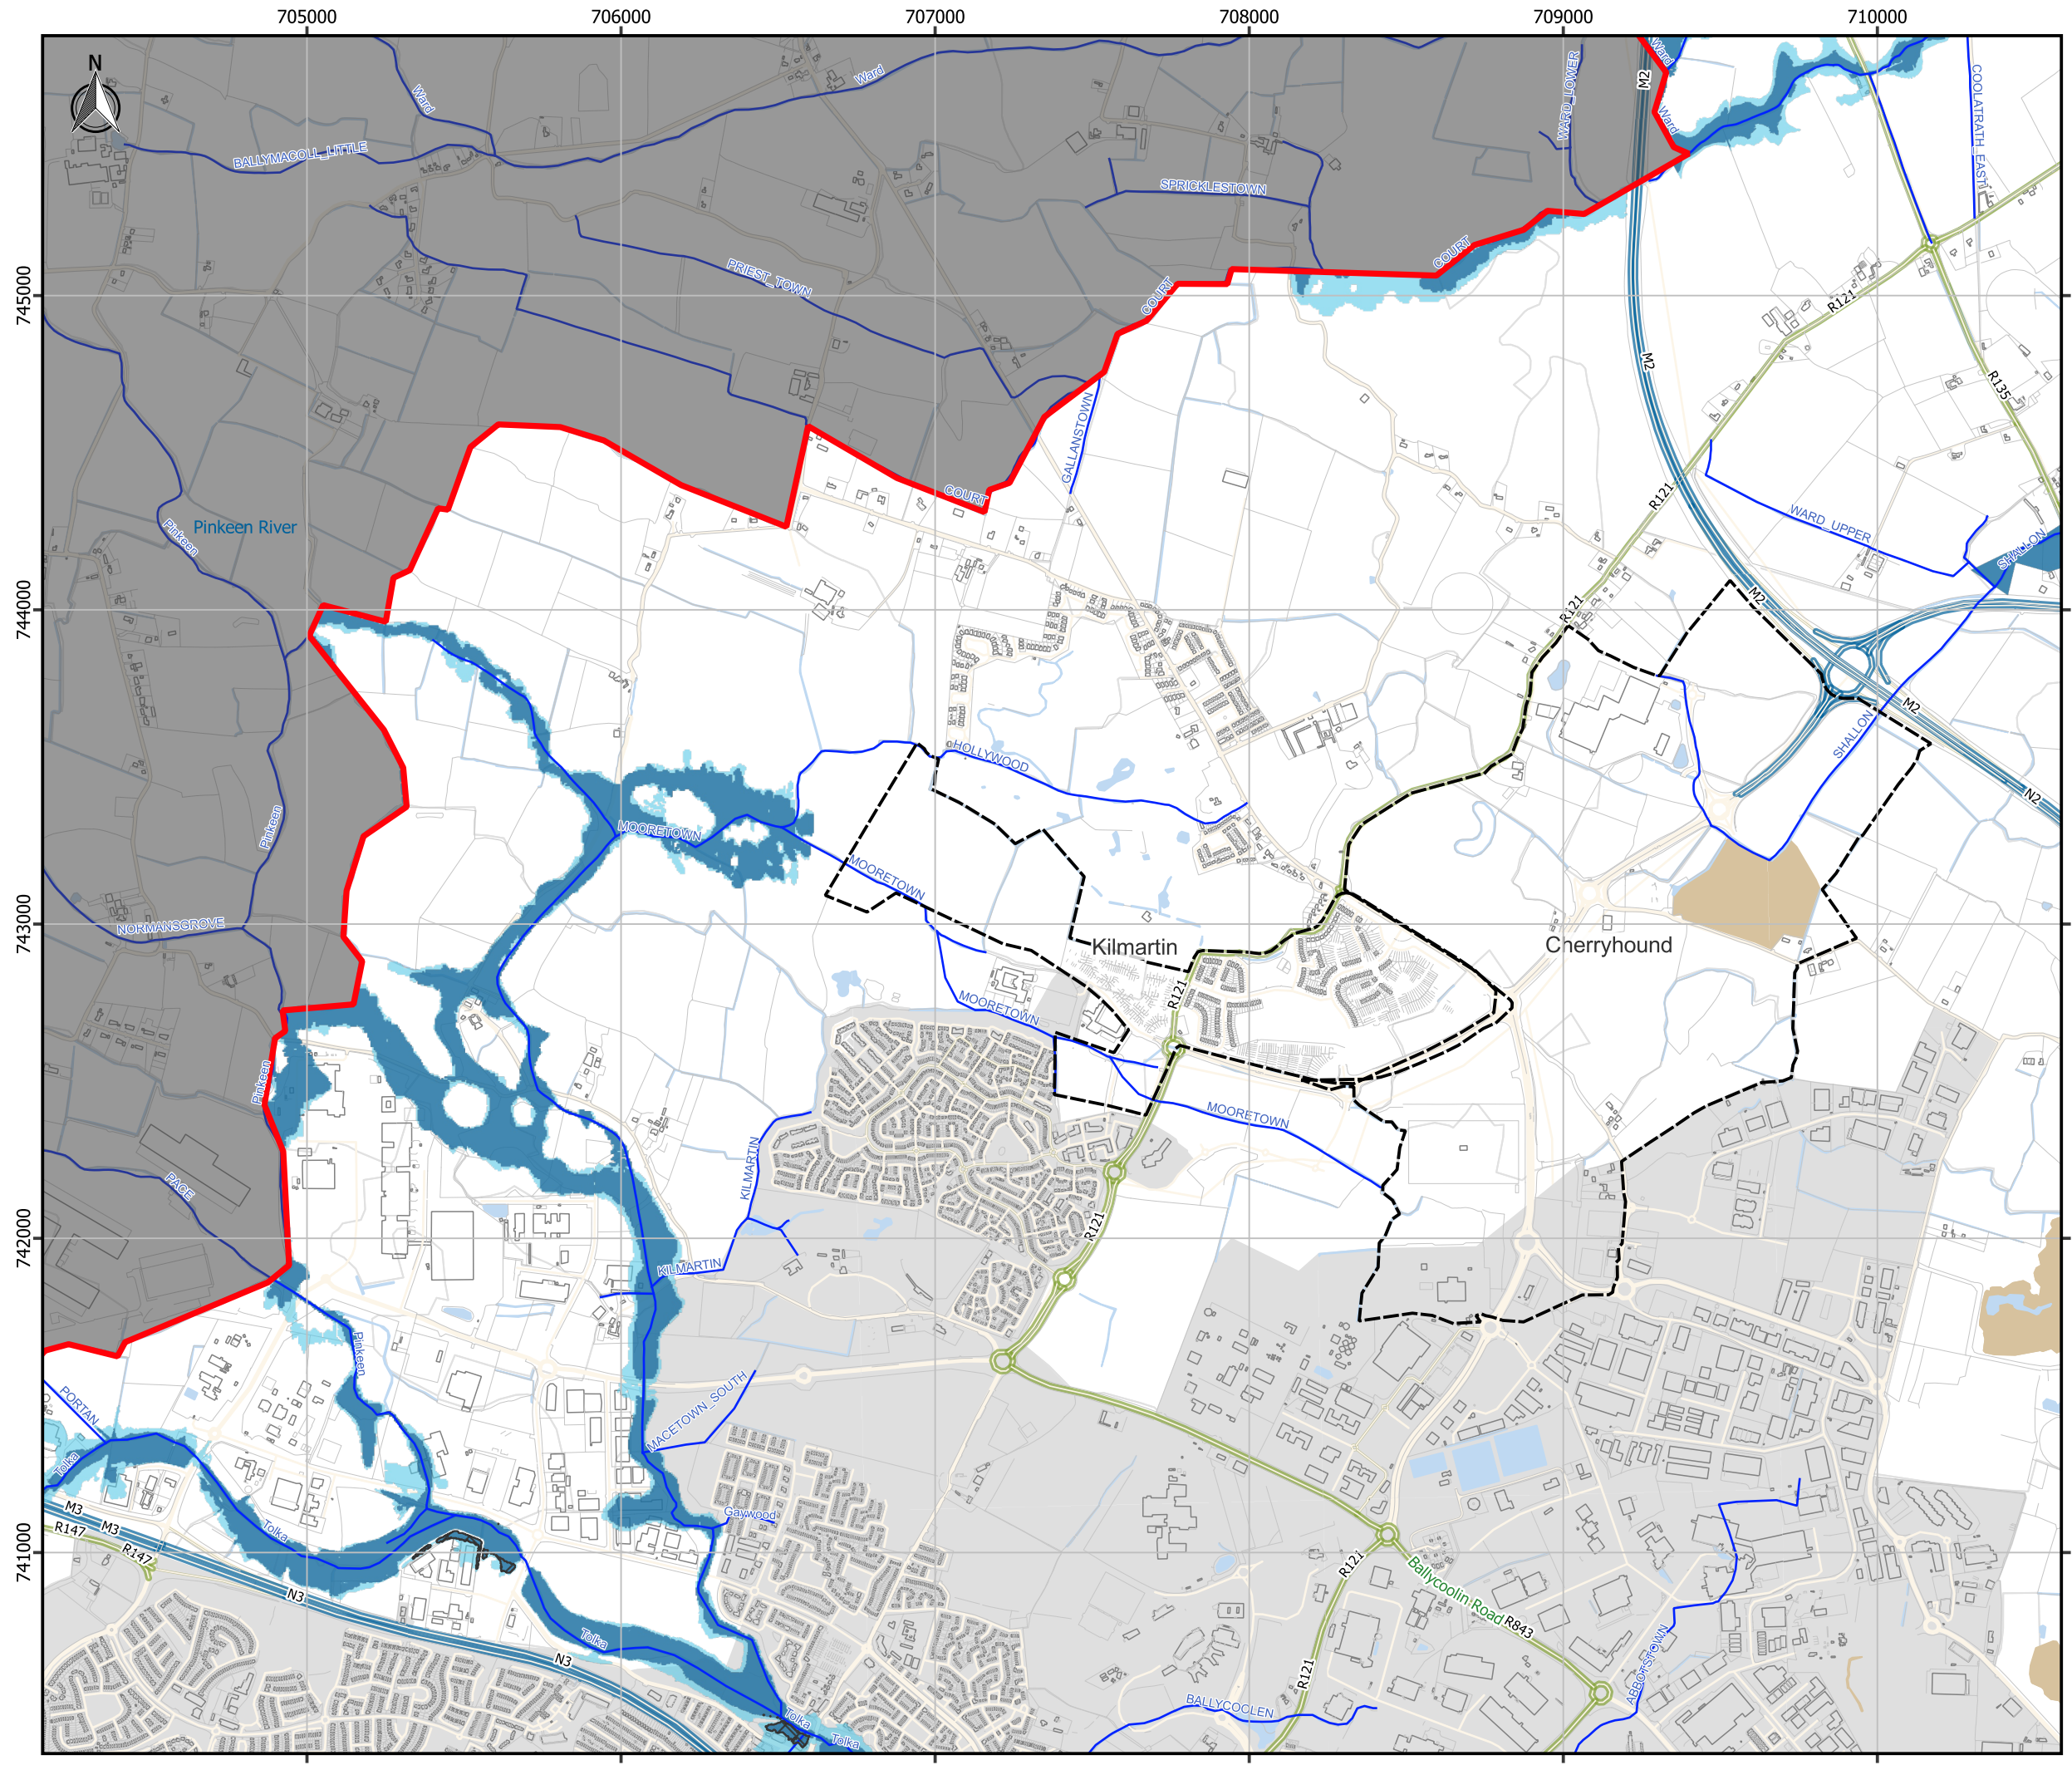 705000 706000 707000 708000 709000 710000
N
M2
Ward
Ward
Ward
Ward
WARD_LOWER
COOLATRATH_EAST
BALLYMACOLL_LITTLE
SPRICKLESTOWN
COURT
PRIEST_TOWN
COURT
745000
R121
M2
R135
GALLANSTOWN
COURT
R121
WARD_UPPER
SHALLON
Pinkeen River
Pinkeen
744000
R121
M2
M2
SHALLON
N2
HOLLYWOOD
Pinkeen
MOORETOWN
MOORETOWN
743000
NORMANSGROVE
Kilmartin
Cherryhound
R121
MOORETOWN
Pinkeen
MOORETOWN
KILMARTIN
PACE
742000
R121
KILMARTIN
Pinkeen
PORTAN
MACETOWN_SOUTH
Tolka
M3
M3
R147
R147
Tolka
Gaywood
741000
R121
Ballycoolin Road
R843
N3
Tolka
N3
R121
ABBOTSTOWN
BALLYCOOLEN
Tolka
Tolka